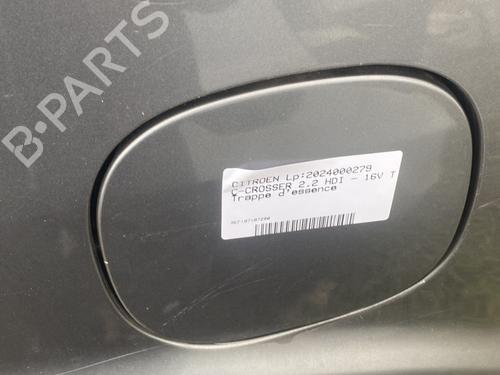 B-PARTS
CITROEN Lp:2024000279
C-CROSSER 2.2 HDI - 16V T
Trappe d'essence